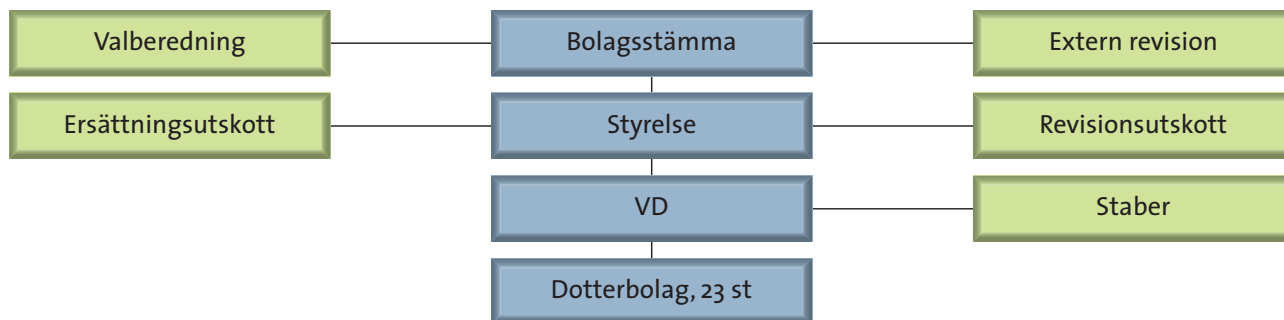 Valberedning
Bolagsstämma
Extern revision
Ersättningsutskott
Styrelse
Revisionsutskott
VD
Staber
Dotterbolag, 23 st